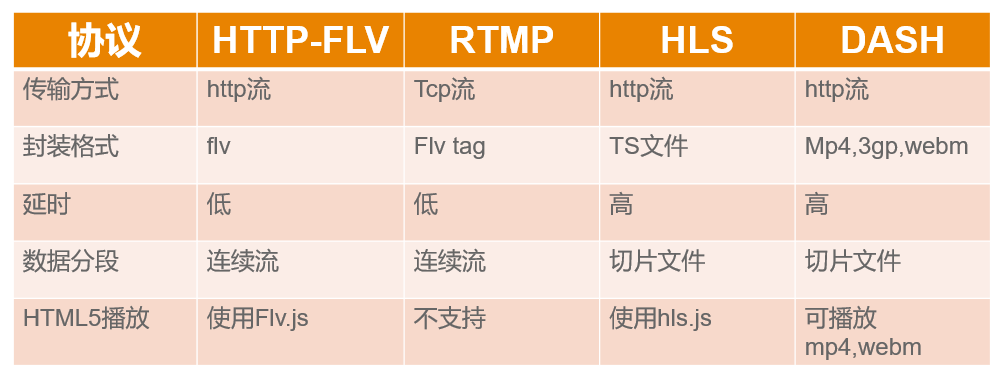 协议 HTTP-FLV RTMP HLS DASH
传输方式 http流 Tcp流 http流 http流
封装格式 flv Flv tag TS文件 Mp4,3gp,webm
延时 低 低 高 高
数据分段 连续流 连续流 切片文件 切片文件
HTML5播放 使用Flv.js 不支持 使用hls.js 可播放
mp4,webm